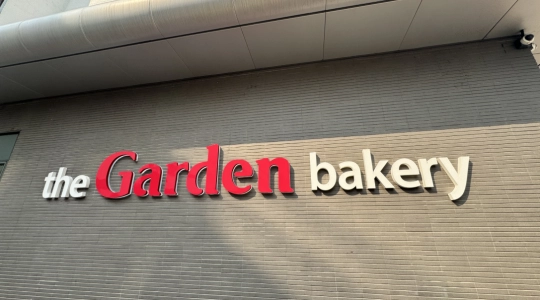 the Garden bakery